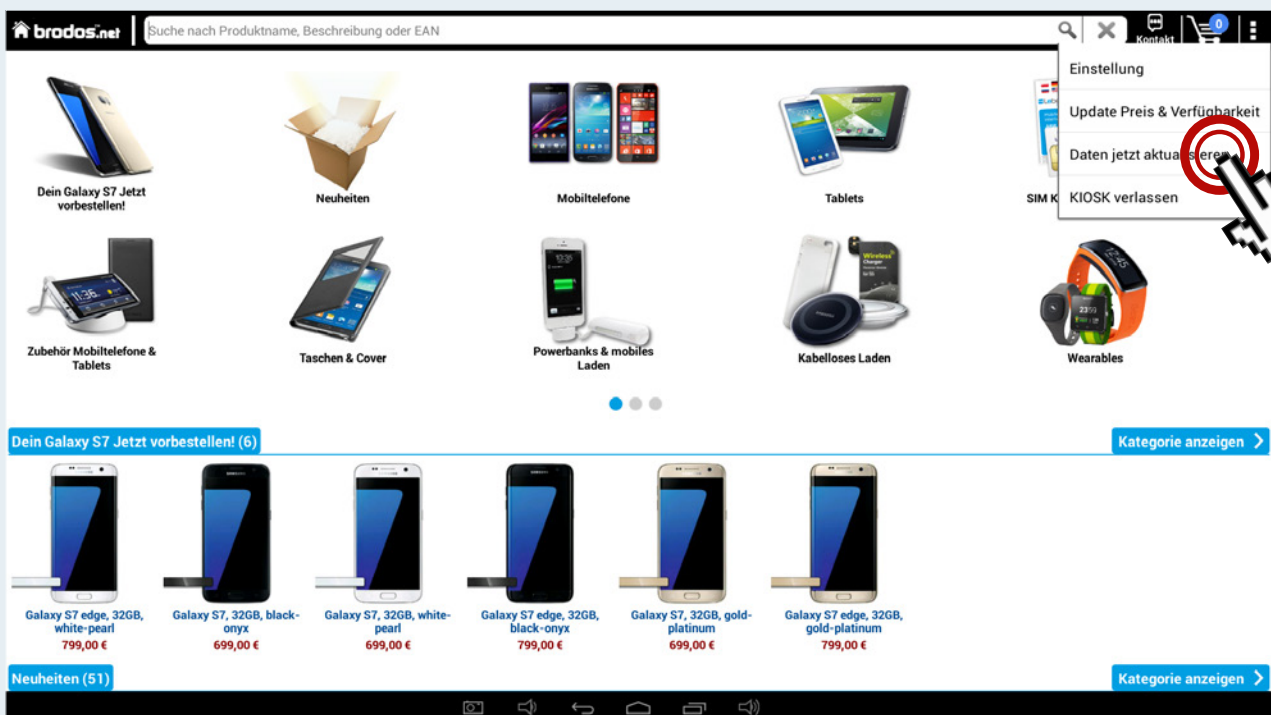 brodos.net
Suche nach Produktname, Beschreibung oder EAN
Kontakt
0
Einstellung
Update Preis & Verfügbarkeit
Daten jetzt aktualisieren
KIOSK verlassen
Dein Galaxy S7 Jetzt
vorbestellen!
Neuheiten
Mobiltelefone
Tablets
SIM K
Zubehör Mobiltelefone &
Tablets
Taschen & Cover
Powerbanks & mobiles
Laden
Wireless
Charger
Kabelloses Laden
Wearables
Dein Galaxy S7 Jetzt vorbestellen! (6)
Kategorie anzeigen
Galaxy S7 edge, 32GB,
white-pearl
799,00 €
Galaxy S7, 32GB, black-
onyx
699,00 €
Galaxy S7, 32GB, white-
pearl
699,00 €
Galaxy S7 edge, 32GB,
black-onyx
799,00 €
Galaxy S7, 32GB, gold-
platinum
699,00 €
Galaxy S7 edge, 32GB,
gold-platinum
799,00 €
Neuheiten (51)
Kategorie anzeigen